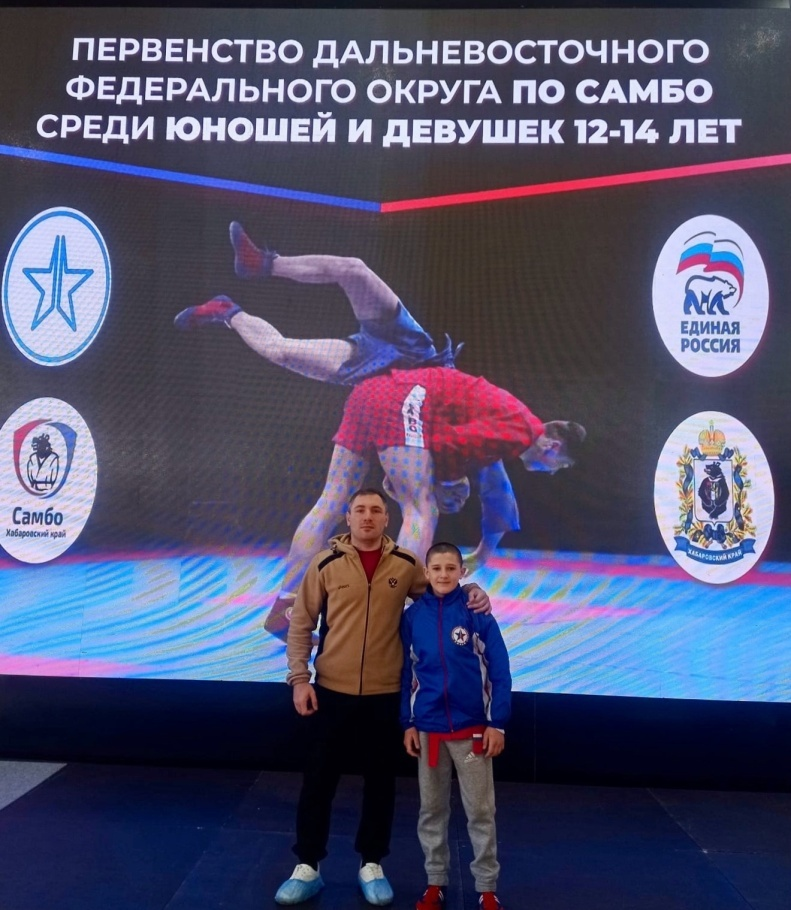 ПЕРВЕНСТВО ДАЛЬНЕВОСТОЧНОГО
ФЕДЕРАЛЬНОГО ОКРУГА ПО САМБО
СРЕДИ ЮНОШЕЙ И ДЕВУШЕК 12-14 ЛЕТ
ЕДИНАЯ
РОССИЯ
Самбо
Хабаровский край
ХАБАРОВСКИЙ КРАЙ